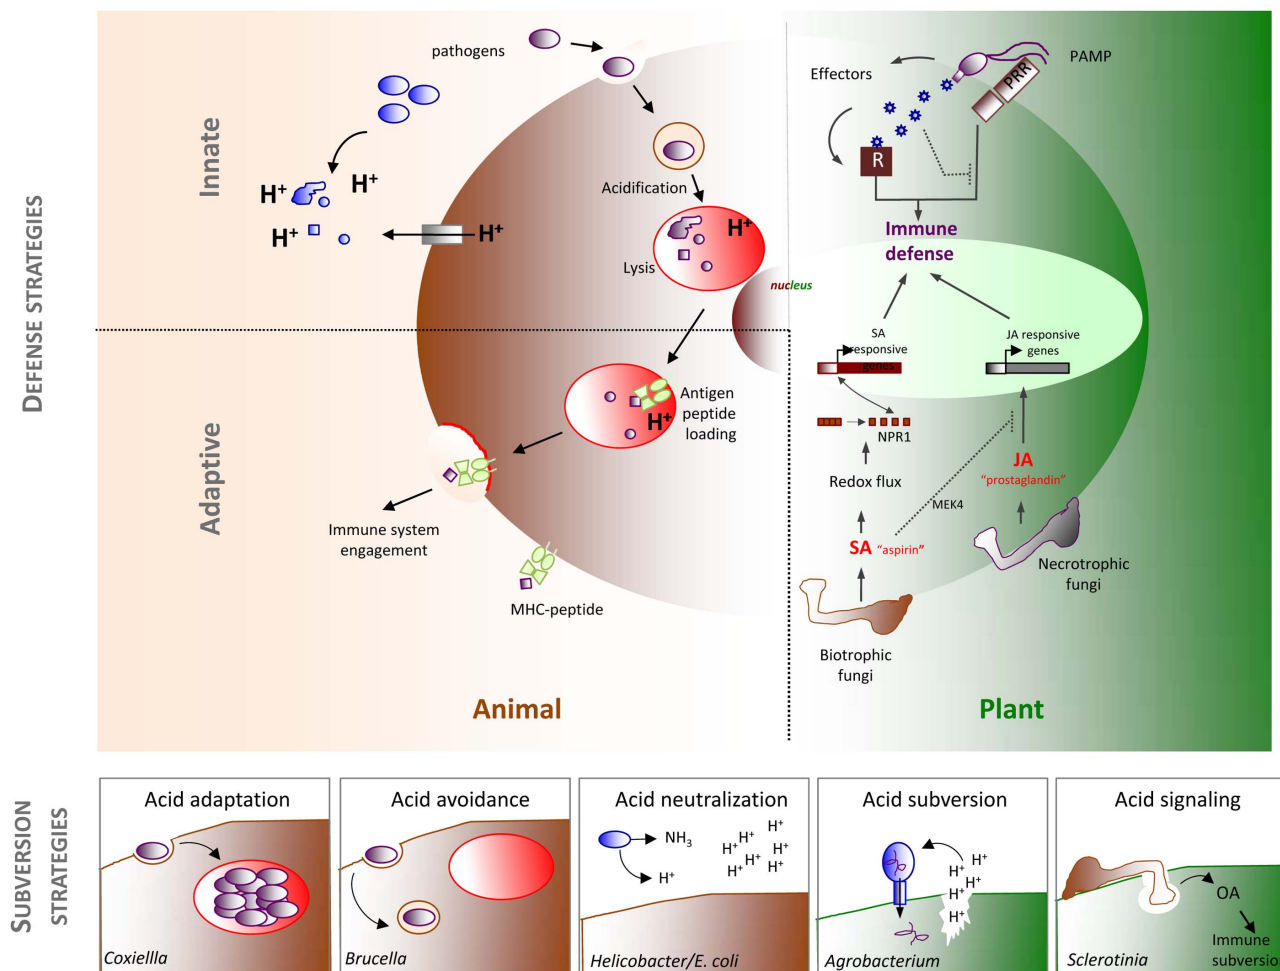 DEFENSE STRATEGIES
Innate
Adaptive
pathogens
H⁺
H⁺
H⁺
H⁺
Acidification
H⁺
Lysis
nucleus
Antigen
peptide
loading
H⁺
Immune system
engagement
MHC-peptide
Animal
Effectors
PAMP
PRR
R
Immune
defense
SA
responsive
genes
JA responsive
genes
NPR1
Redox flux
JA
"prostaglandin"
MEK4
SA "aspirin"
Necrotrophic
fungi
Biotrophic
fungi
Plant
SUBVERSION
STRATEGIES
Acid adaptation
Coxiellla
Acid avoidance
Brucella
Acid neutralization
NH₃
H⁺
H⁺
H⁺
H⁺
H⁺
H⁺
H⁺
Helicobacter/E. coli
Acid subversion
H⁺
H⁺
H⁺
H⁺
H⁺
Agrobacterium
Acid signaling
OA
Immune
subversio
Sclerotinia